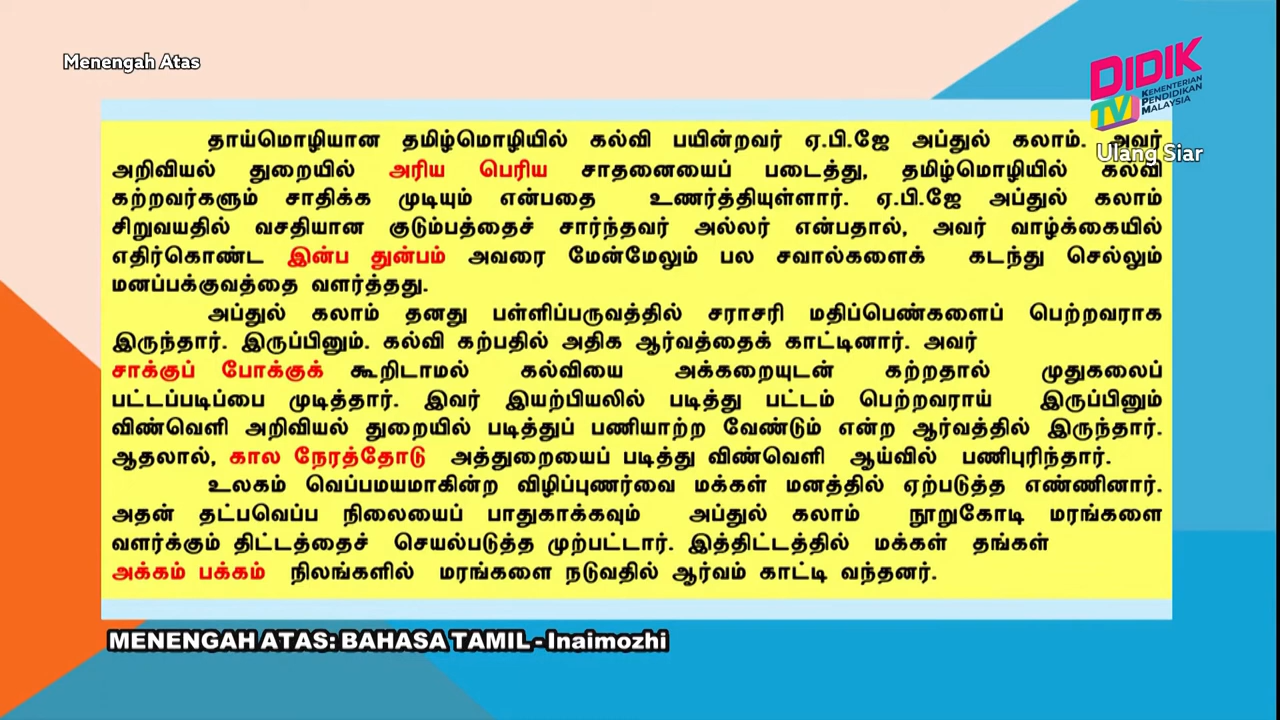 Menengah Atas
DIDIK
TV
KEMENTERIAN
PENDIDIKAN
MALAYSIA
Ulang Siar
தாய்மொழியான தமிழ்மொழியில் கல்வி பயின்றவர் ஏ.பி.ஜே அப்துல் கலாம். அவர்
அறிவியல் துறையில் அரிய பெரிய சாதனையைப் படைத்து, தமிழ்மொழியில் கல்வி
கற்றவர்களும் சாதிக்க முடியும் என்பதை உணர்த்தியுள்ளார். ஏ.பி.ஜே அப்துல் கலாம்
சிறுவயதில் வசதியான குடும்பத்தைச் சார்ந்தவர் அல்லர் என்பதால், அவர் வாழ்க்கையில்
எதிர்கொண்ட இன்ப துன்பம் அவரை மேன்மேலும் பல சவால்களைக் கடந்து செல்லும்
மனப்பக்குவத்தை வளர்த்தது.
அப்துல் கலாம் தனது பள்ளிப்பருவத்தில் சராசரி மதிப்பெண்களைப் பெற்றவராக
இருந்தார். இருப்பினும். கல்வி கற்பதில் அதிக ஆர்வத்தைக் காட்டினார். அவர்
சாக்குப் போக்குக் கூறிடாமல் கல்வியை அக்கறையுடன் கற்றதால் முதுகலைப்
பட்டப்படிப்பை முடித்தார். இவர் இயற்பியலில் படித்து பட்டம் பெற்றவராய் இருப்பினும்
விண்வெளி அறிவியல் துறையில் படித்துப் பணியாற்ற வேண்டும் என்ற ஆர்வத்தில் இருந்தார்.
ஆதலால், கால நேரத்தோடு அத்துறையைப் படித்து விண்வெளி ஆய்வில் பணிபுரிந்தார்.
உலகம் வெப்பமயமாகின்ற விழிப்புணர்வை மக்கள் மனத்தில் ஏற்படுத்த எண்ணினார்.
அதன் தட்பவெப்ப நிலையைப் பாதுகாக்கவும் அப்துல் கலாம் நூறுகோடி மரங்களை
வளர்க்கும் திட்டத்தைச் செயல்படுத்த முற்பட்டார். இத்திட்டத்தில் மக்கள் தங்கள்
அக்கம் பக்கம் நிலங்களில் மரங்களை நடுவதில் ஆர்வம் காட்டி வந்தனர்.
MENENGAH ATAS: BAHASA TAMIL - Inaimozhi